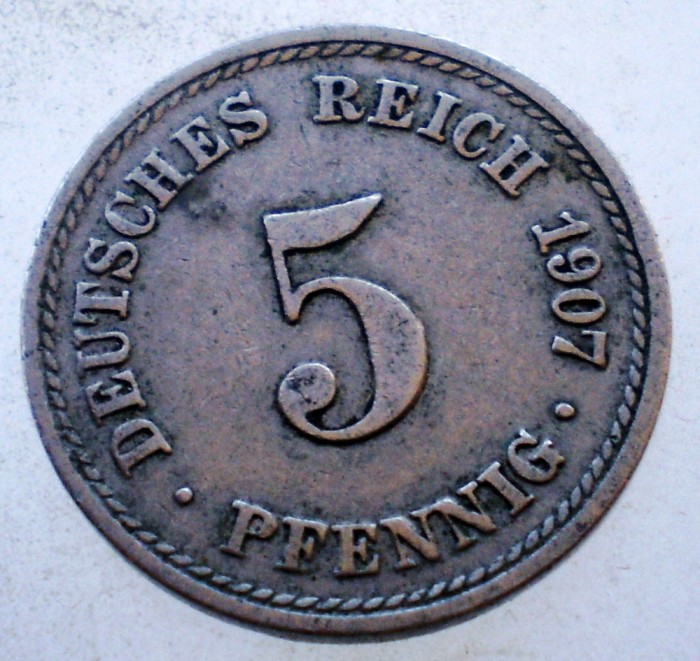 DEUTSCHES REICH 1907
5
· PFENNIG ·